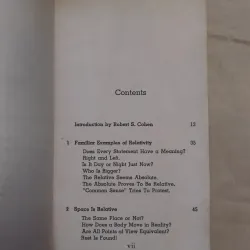 Contents
Introduction by Robert S. Cohen 13
1 Familiar Examples of Relativity 35
Does Every Statement Have a Meaning?
Right and Left.
Is It Day or Night Just Now?
Who Is Bigger?
The Relative Seems Absolute.
The Absolute Proves To Be Relative.
"Common Sense" Tries To Protest.
2 Space Is Relative 45
The Same Place or Not?
How Does a Body Move in Reality?
Are All Points of View Equivalent?
Rest Is Found!
vii